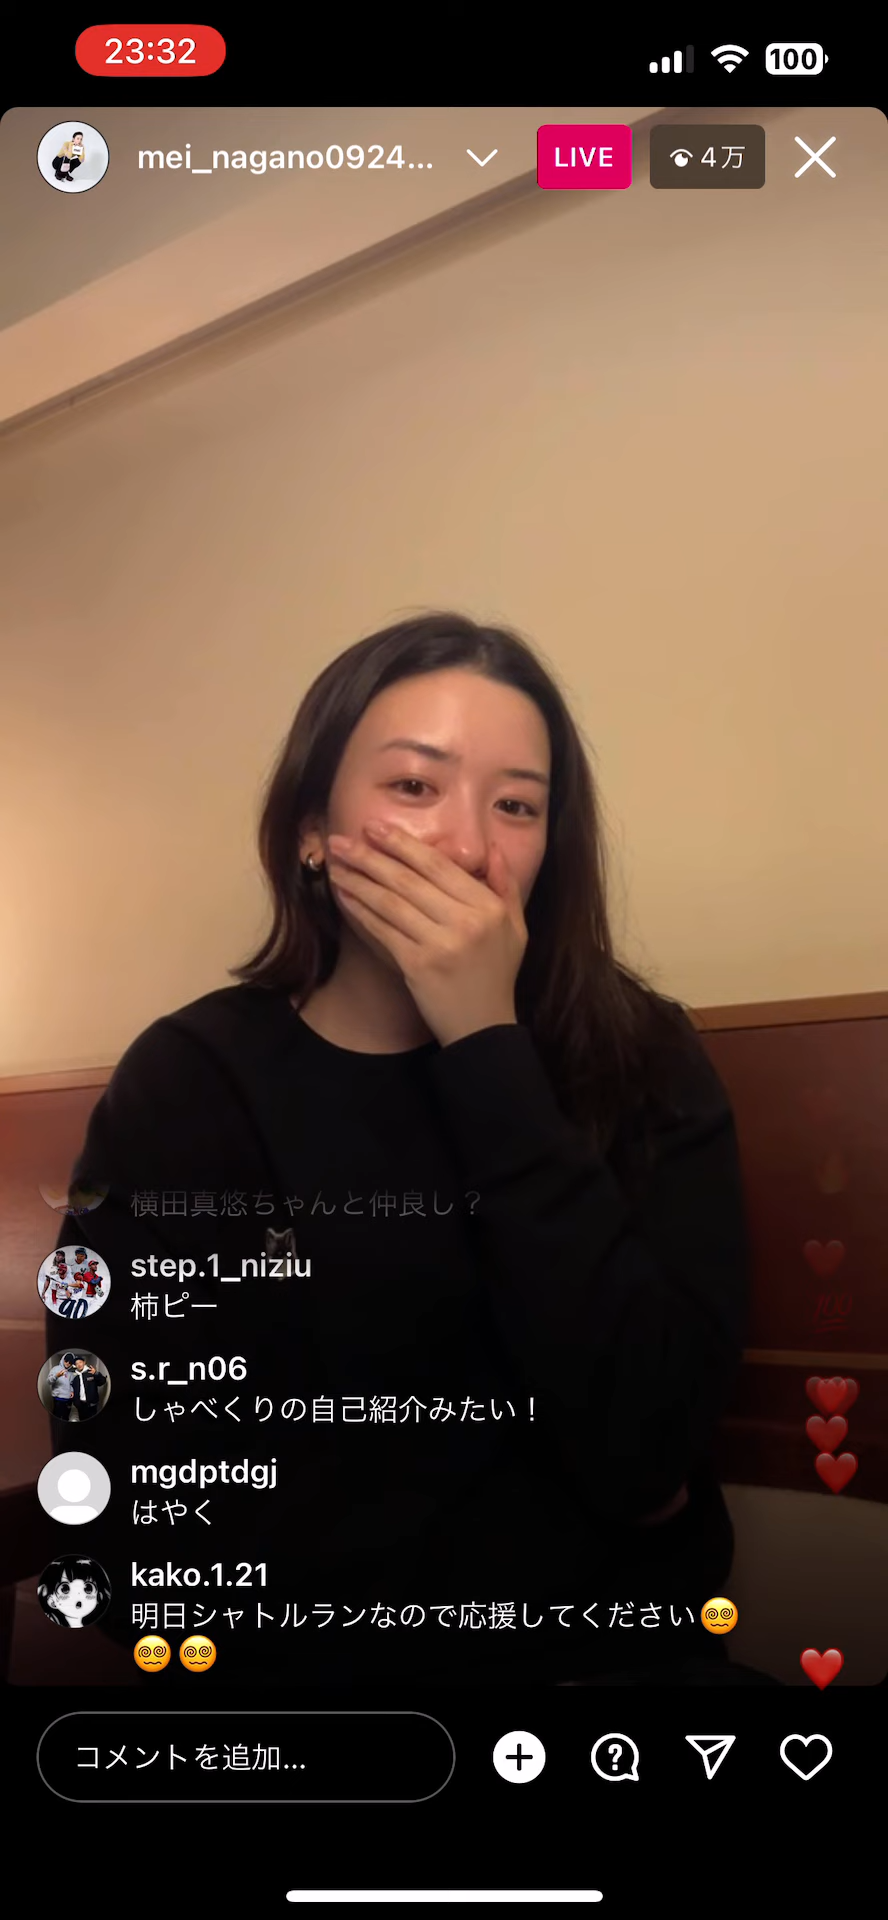 23:32
100
mei_nagano0924...
LIVE
4万
横田真悠ちゃんと仲良し？
step.1_niziu
柿ピー
s.r_n06
しゃべくりの自己紹介みたい！
mgdptdgj
はやく
kako.1.21
明日シャトルランなので応援してください😵‍💫
😵‍💫😵‍💫
コメントを追加...